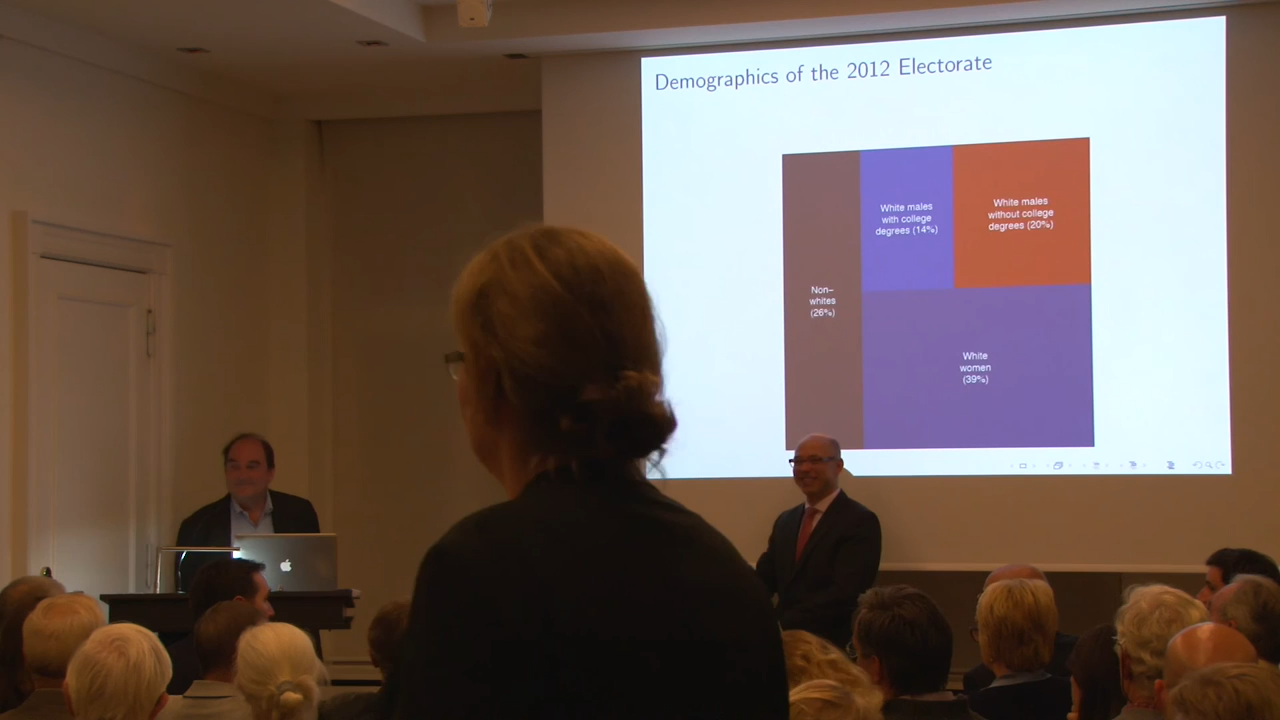 Demographics of the 2012 Electorate
White males
with college
degrees (14%)
White males
without college
degrees (20%)
Non-
whites
(26%)
White
women
(39%)